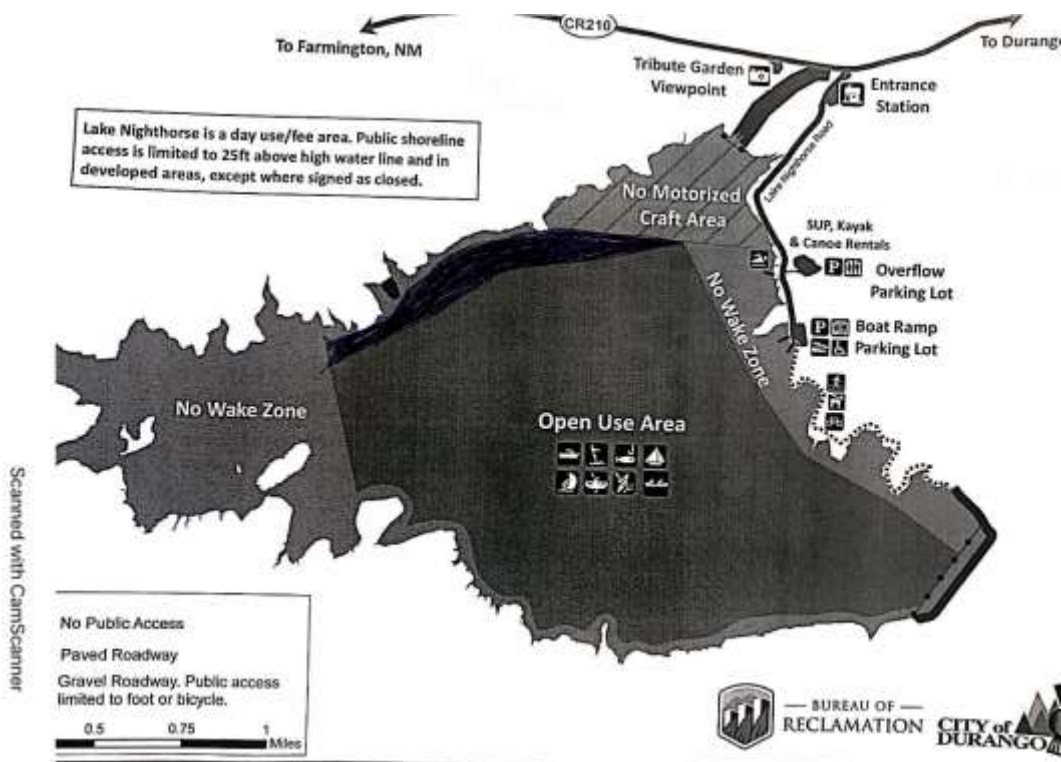 CR210
To Farmington, NM
To Durango
Tribute Garden
Viewpoint
Entrance
Station
Lake Nighthorse is a day use/fee area. Public shoreline
access is limited to 25ft above high water line and in
developed areas, except where signed as closed.
Lake Nighthorse Road
No Motorized
Craft Area
SUP, Kayak
& Canoe Rentals
P
Overflow
Parking Lot
No Wake Zone
P
Boat Ramp
Parking Lot
No Wake Zone
Open Use Area
Scanned with CamScanner
No Public Access
Paved Roadway
Gravel Roadway. Public access
limited to foot or bicycle.
0.5 0.75 1
Miles
BUREAU OF
RECLAMATION
CITY of
DURANGO